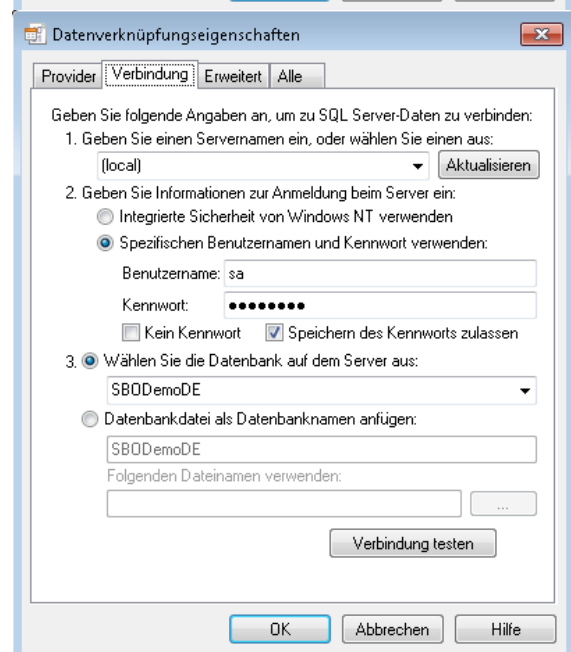 Datenverknüpfungseigenschaften
Provider Verbindung Erweitert Alle
Geben Sie folgende Angaben an, um zu SQL Server-Daten zu verbinden:
1. Geben Sie einen Servernamen ein, oder wählen Sie einen aus:
(local) Aktualisieren
2. Geben Sie Informationen zur Anmeldung beim Server ein:
Integrierte Sicherheit von Windows NT verwenden
Spezifischen Benutzernamen und Kennwort verwenden:
Benutzername: sa
Kennwort: ●●●●●●●●
Kein Kennwort Speichern des Kennworts zulassen
3. Wählen Sie die Datenbank auf dem Server aus:
SBODemoDE
Datenbankdatei als Datenbanknamen anfügen:
SBODemoDE
Folgenden Dateinamen verwenden:
...
Verbindung testen
OK Abbrechen Hilfe